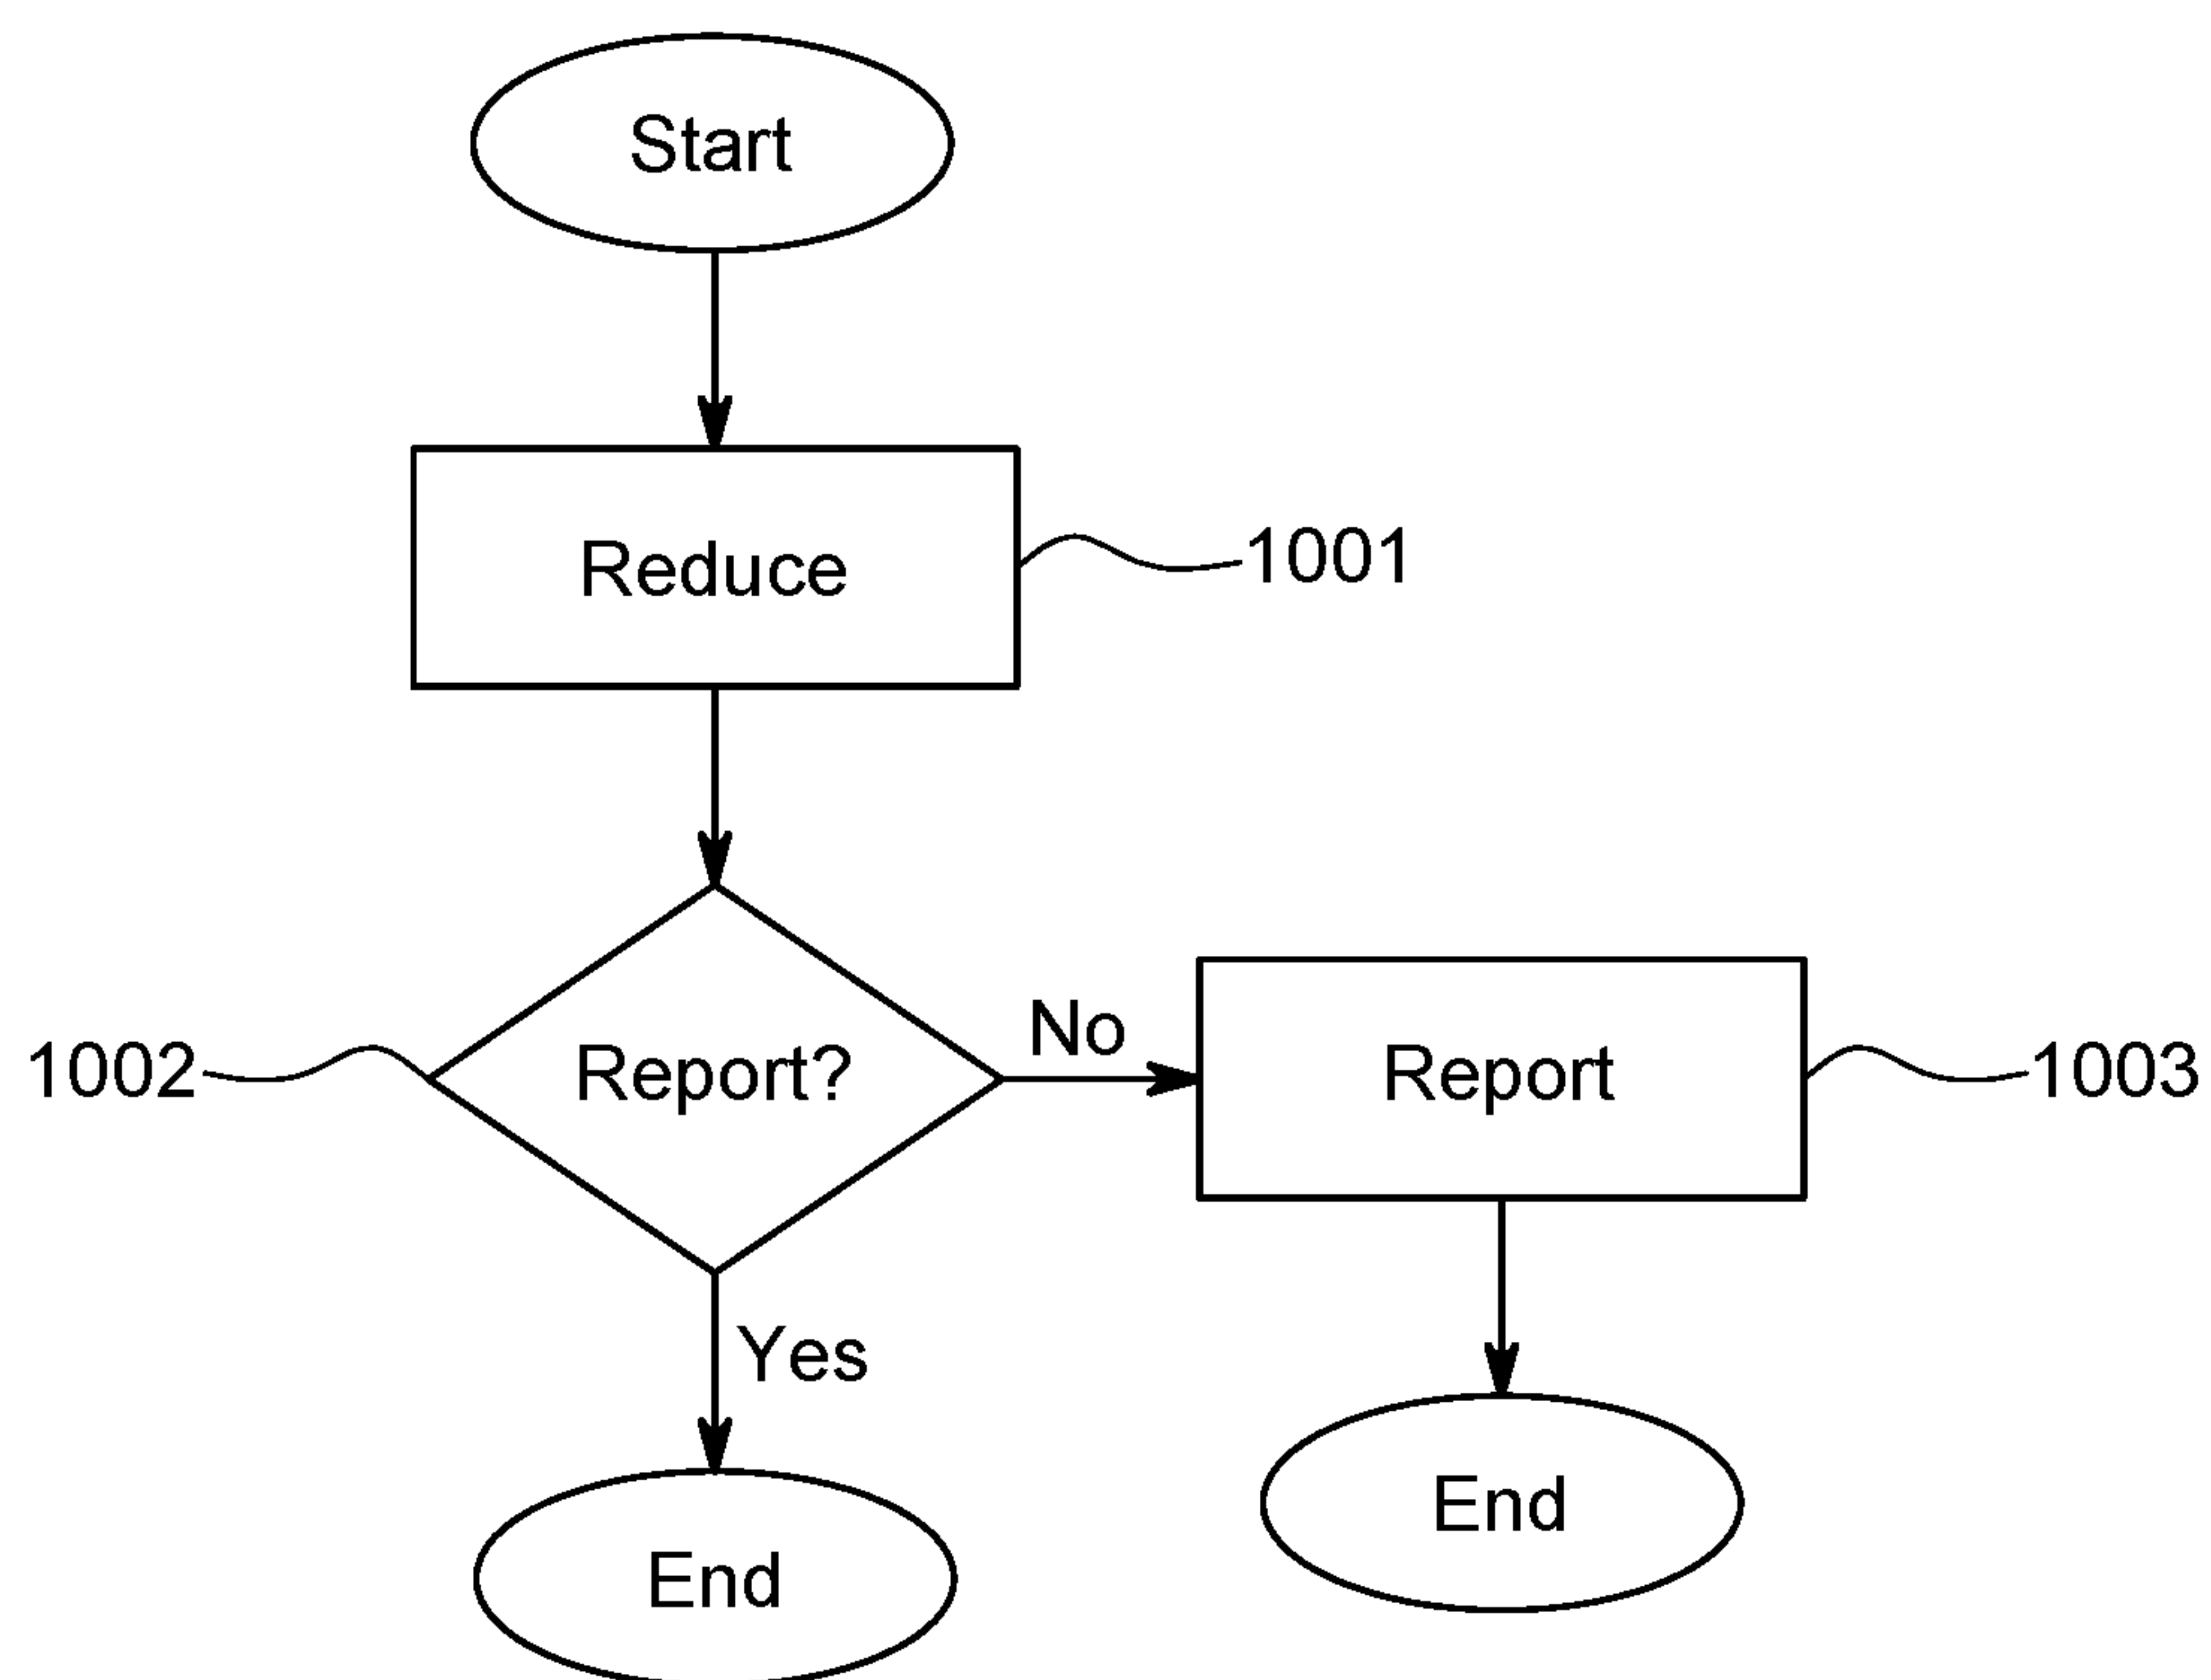 Start
Reduce
1001
1002
Report?
No
Report
1003
Yes
End
End